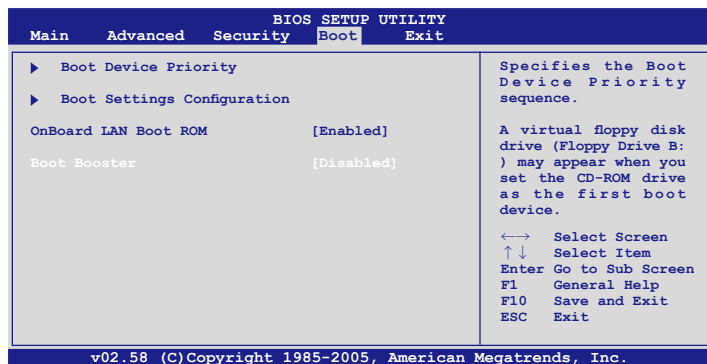 BIOS SETUP UTILITY
Main Advanced Security Boot Exit
Boot Device Priority
Boot Settings Configuration
OnBoard LAN Boot ROM [Enabled]
Boot Booster [Disabled]
Specifies the Boot
Device Priority
sequence.
A virtual floppy disk
drive (Floppy Drive B:
) may appear when you
set the CD-ROM drive
as the first boot
device.
←→ Select Screen
↑↓ Select Item
Enter Go to Sub Screen
F1 General Help
F10 Save and Exit
ESC Exit
v02.58 (C)Copyright 1985-2005, American Megatrends, Inc.